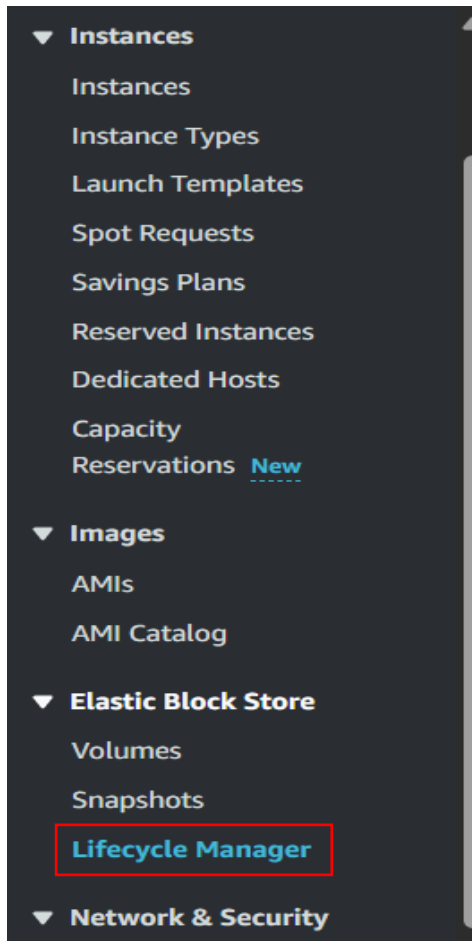 Instances
Instances
Instance Types
Launch Templates
Spot Requests
Savings Plans
Reserved Instances
Dedicated Hosts
Capacity
Reservations New
Images
AMIs
AMI Catalog
Elastic Block Store
Volumes
Snapshots
Lifecycle Manager
Network & Security